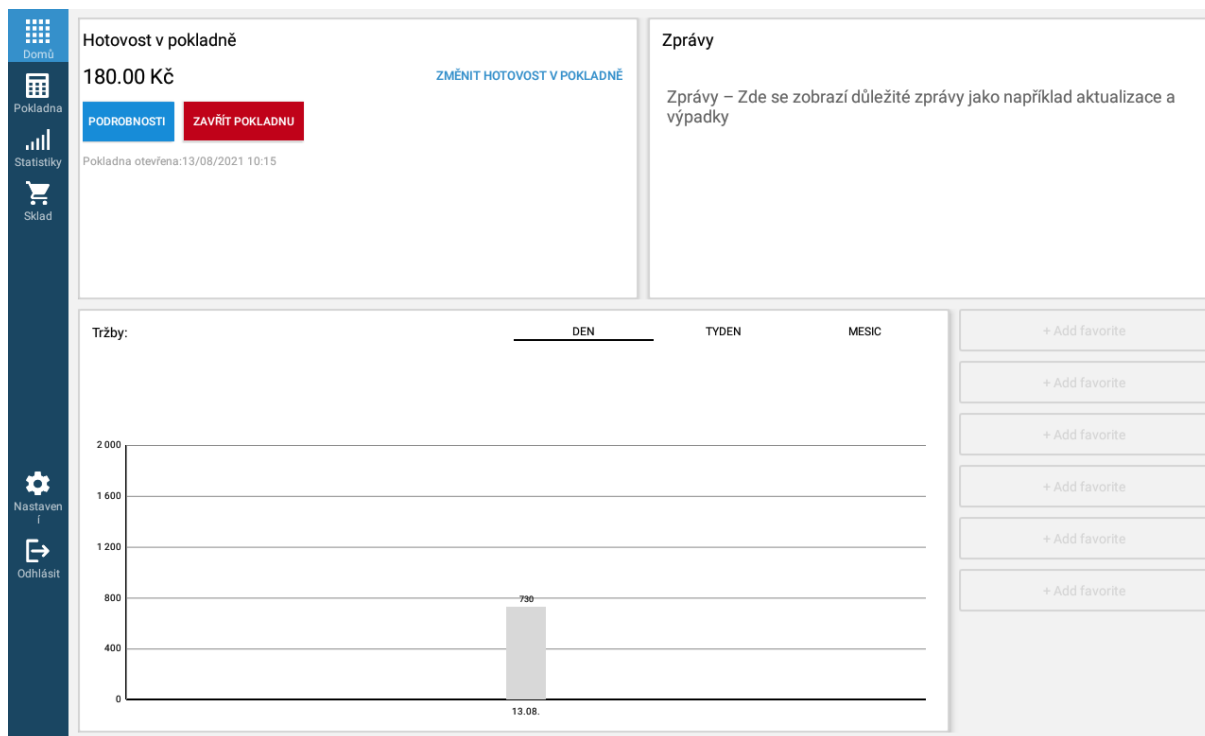 Domů
Pokladna
Statistiky
Sklad
Nastaven
í
Odhlásit
Hotovost v pokladně
180.00 Kč
ZMĚNIT HOTOVOST V POKLADNĚ
PODROBNOSTI
ZAVŘÍT POKLADNU
Pokladna otevřena:13/08/2021 10:15
Zprávy
Zprávy – Zde se zobrazí důležité zprávy jako například aktualizace a
výpadky
Tržby:
DEN
TYDEN
MESIC
2 000
1 600
1 200
800
400
0
730
13.08.
+ Add favorite
+ Add favorite
+ Add favorite
+ Add favorite
+ Add favorite
+ Add favorite